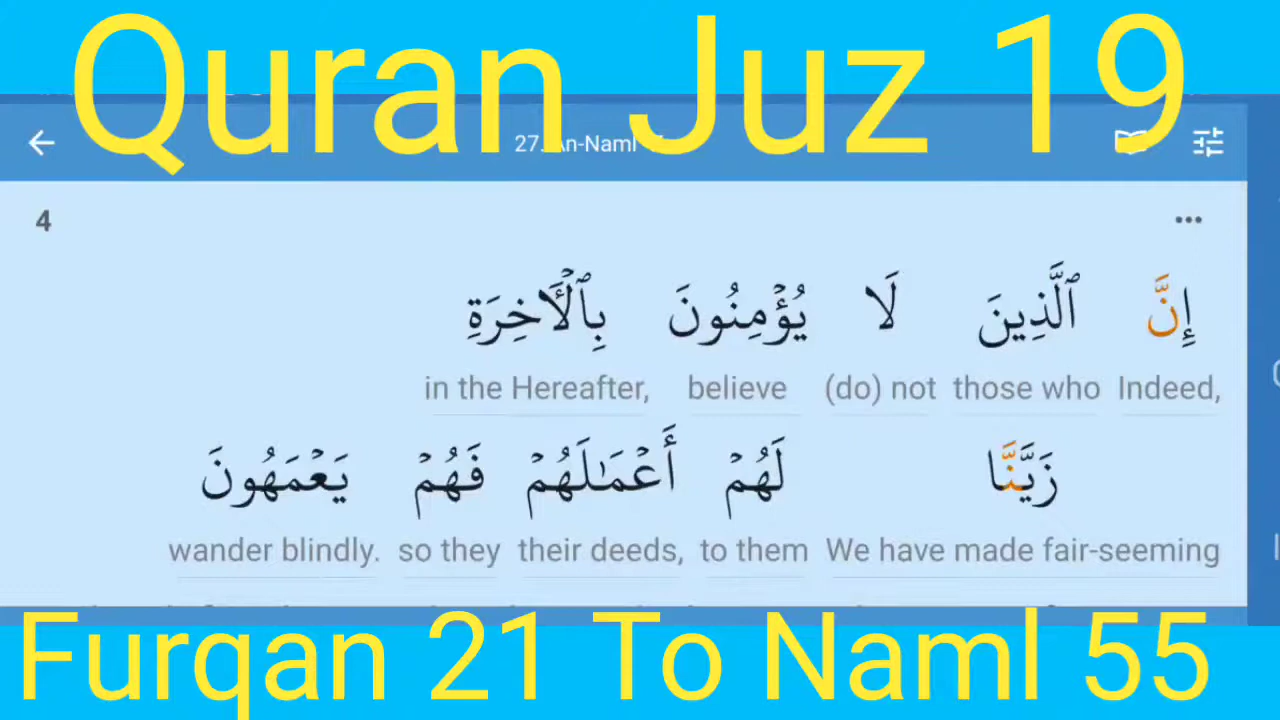 Quran Juz 19
27. An-Naml
4
إِنَّ ٱلَّذِينَ لَا يُؤْمِنُونَ بِٱلْأَخِرَةِ
in the Hereafter, believe (do) not those who Indeed,
زَيَّنَّا لَهُمْ أَعْمَـٰلَهُمْ فَهُمْ يَعْمَهُونَ
wander blindly. so they their deeds, to them We have made fair-seeming
Furqan 21 To Naml 55